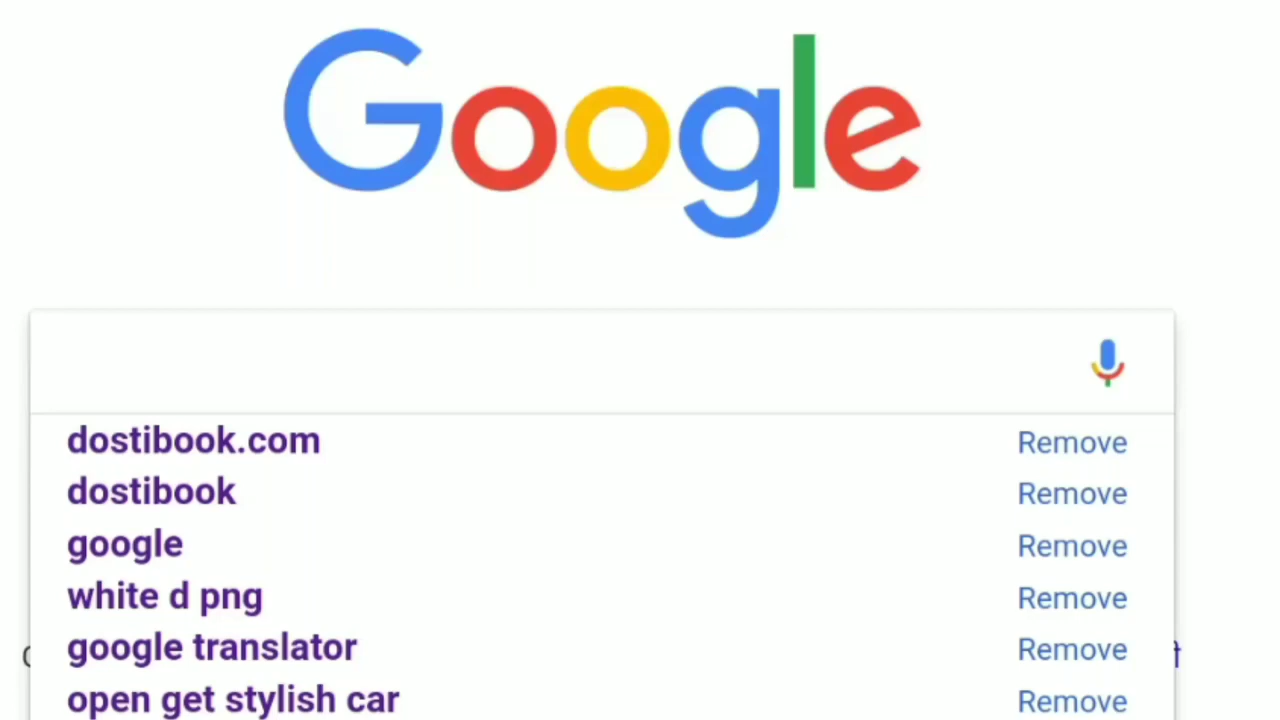 Google
dostibook.com Remove
dostibook Remove
google Remove
white d png Remove
google translator Remove
open get stylish car Remove